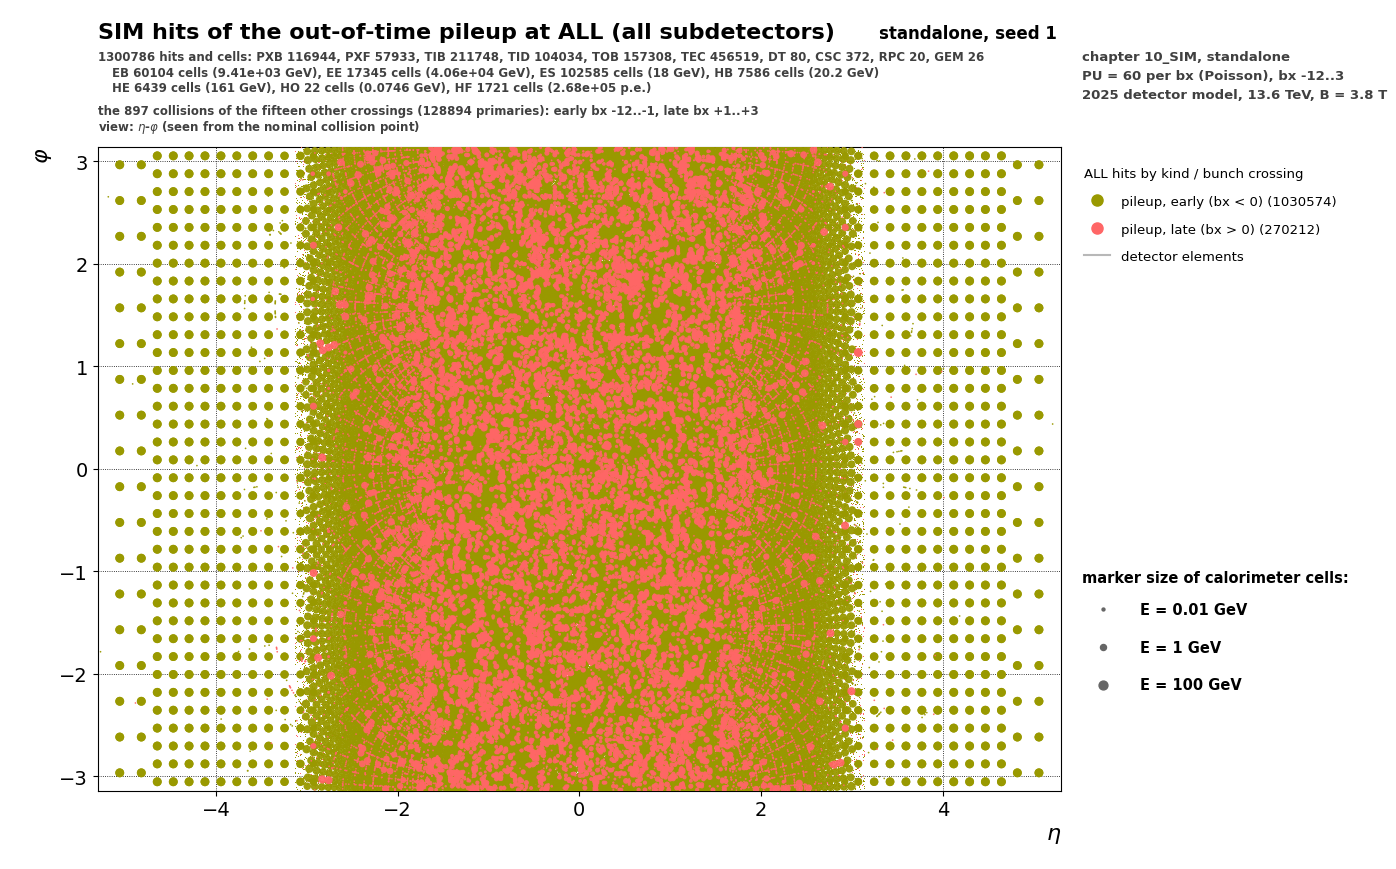 SIM hits of the out-of-time pileup at ALL (all subdetectors) standalone, seed 1
1300786 hits and cells: PXB 116944, PXF 57933, TIB 211748, TID 104034, TOB 157308, TEC 456519, DT 80, CSC 372, RPC 20, GEM 26
EB 60104 cells (9.41e+03 GeV), EE 17345 cells (4.06e+04 GeV), ES 102585 cells (18 GeV), HB 7586 cells (20.2 GeV)
HE 6439 cells (161 GeV), HO 22 cells (0.0746 GeV), HF 1721 cells (2.68e+05 p.e.)
the 897 collisions of the fifteen other crossings (128894 primaries): early bx -12..-1, late bx +1..+3
view: η-φ (seen from the nominal collision point)
chapter 10_SIM, standalone
PU = 60 per bx (Poisson), bx -12..3
2025 detector model, 13.6 TeV, B = 3.8 T
φ
3
2
1
0
−1
−2
−3
−4
−2
0
2
4
η
ALL hits by kind / bunch crossing
pileup, early (bx < 0) (1030574)
pileup, late (bx > 0) (270212)
detector elements
marker size of calorimeter cells:
E = 0.01 GeV
E = 1 GeV
E = 100 GeV